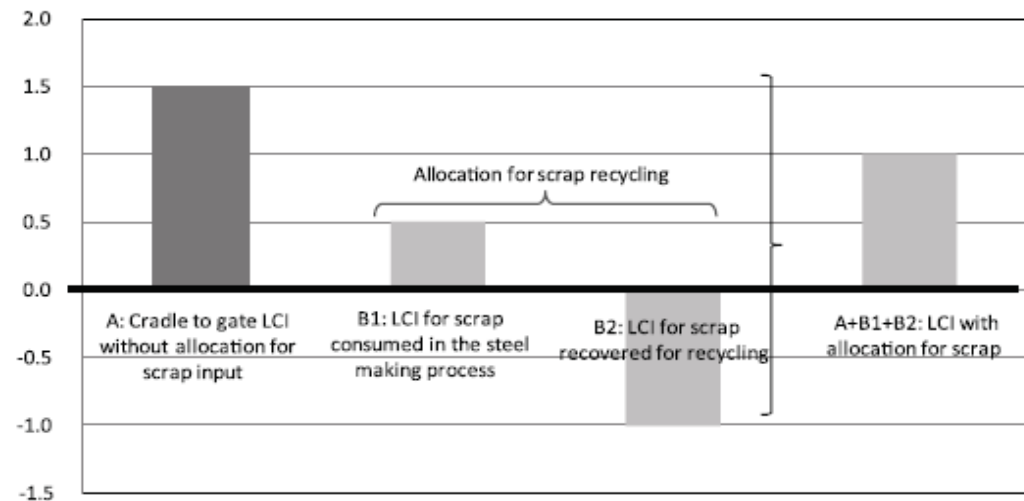 2.0
1.5
1.0
0.5
0.0
-0.5
-1.0
-1.5
Allocation for scrap recycling
A: Cradle to gate LCI
without allocation for
scrap input
B1: LCI for scrap
consumed in the steel
making process
B2: LCI for scrap
recovered for recycling
A+B1+B2: LCI with
allocation for scrap